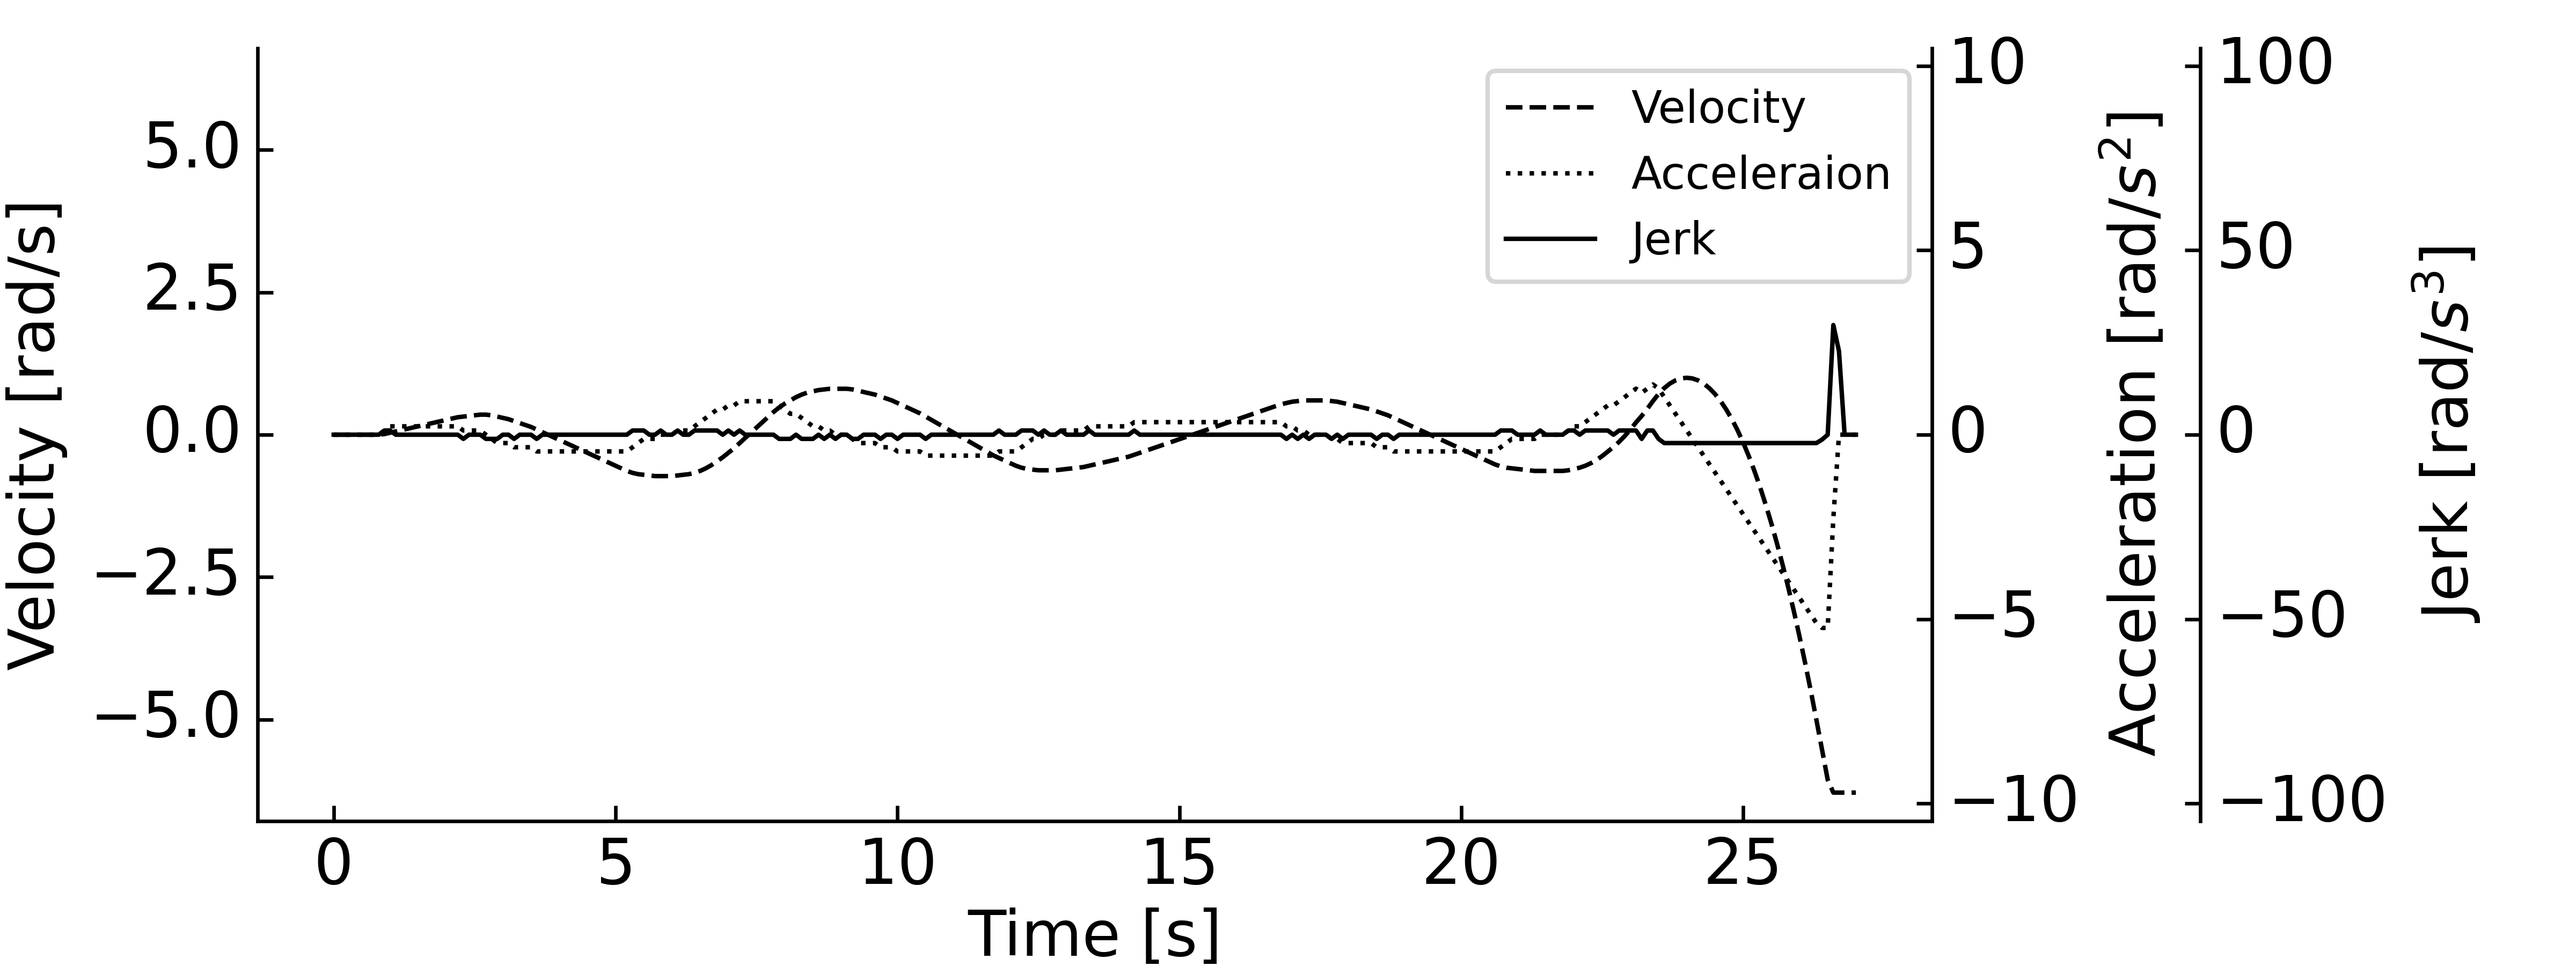 Velocity [rad/s]
5.0
2.5
0.0
−2.5
−5.0
Velocity
Acceleraion
Jerk
10
5
0
−5
−10
Acceleration [rad/s²]
100
50
0
−50
−100
Jerk [rad/s³]
0 5 10 15 20 25
Time [s]